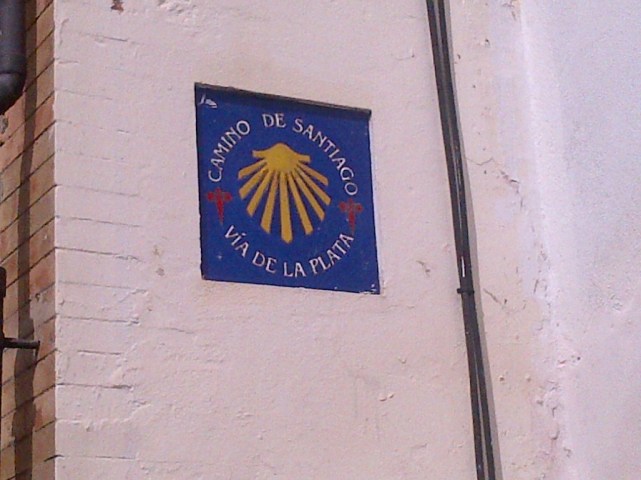 CAMINO DE SANTIAGO
VÍA DE LA PLATA